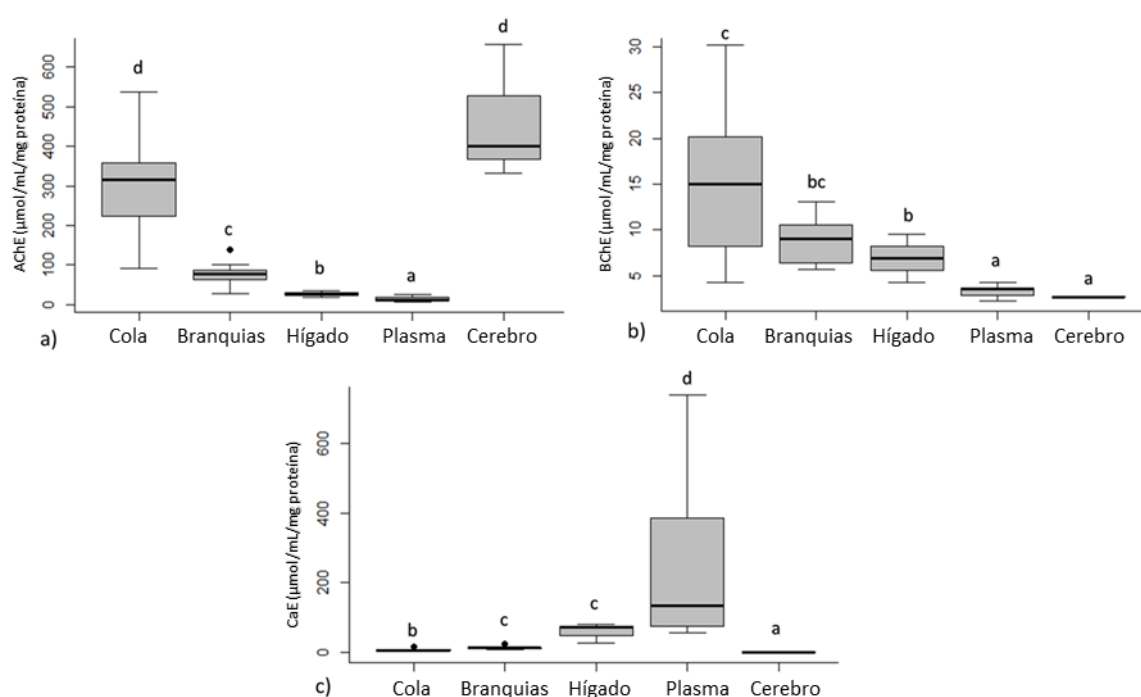 AChE (µmol/mL/mg proteína)
600
500
400
300
200
100
0
d
c
b
a
d
Cola Branquias Hígado Plasma Cerebro
a)
BChE (µmol/mL/mg proteína)
30
25
20
15
10
5
c
bc
b
a
a
Cola Branquias Hígado Plasma Cerebro
b)
CaE (µmol/mL/mg proteína)
600
400
200
0
b
c
c
d
a
Cola Branquias Hígado Plasma Cerebro
c)